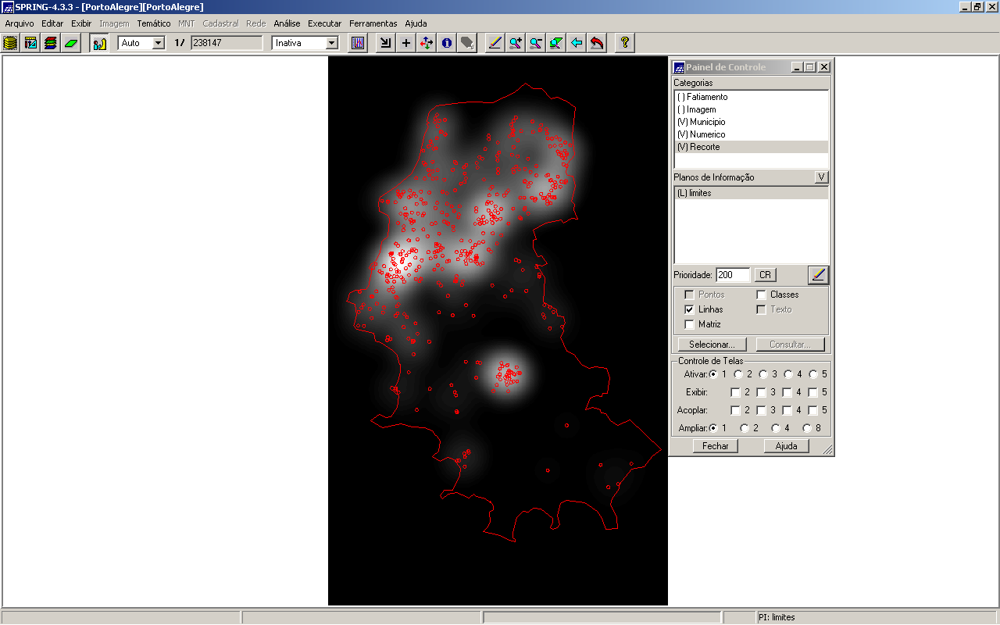 SPRING-4.3.3 - [PortoAlegre][PortoAlegre]
Arquivo Editar Exibir Imagem Temático MNT Cadastral Rede Análise Executar Ferramentas Ajuda
Auto 1/ 238147 Inativa
Painel de Controle
Categorias
( ) Fatiamento
( ) Imagem
(V) Municipio
(V) Numerico
(V) Recorte
Planos de Informação V
(L) limites
Prioridade: 200 CR
Pontos Classes
Linhas Texto
Matriz
Selecionar... Consultar...
Controle de Telas
Ativar: 1 2 3 4 5
Exibir: 2 3 4 5
Acoplar: 2 3 4 5
Ampliar: 1 2 4 8
Fechar Ajuda
PI: limites